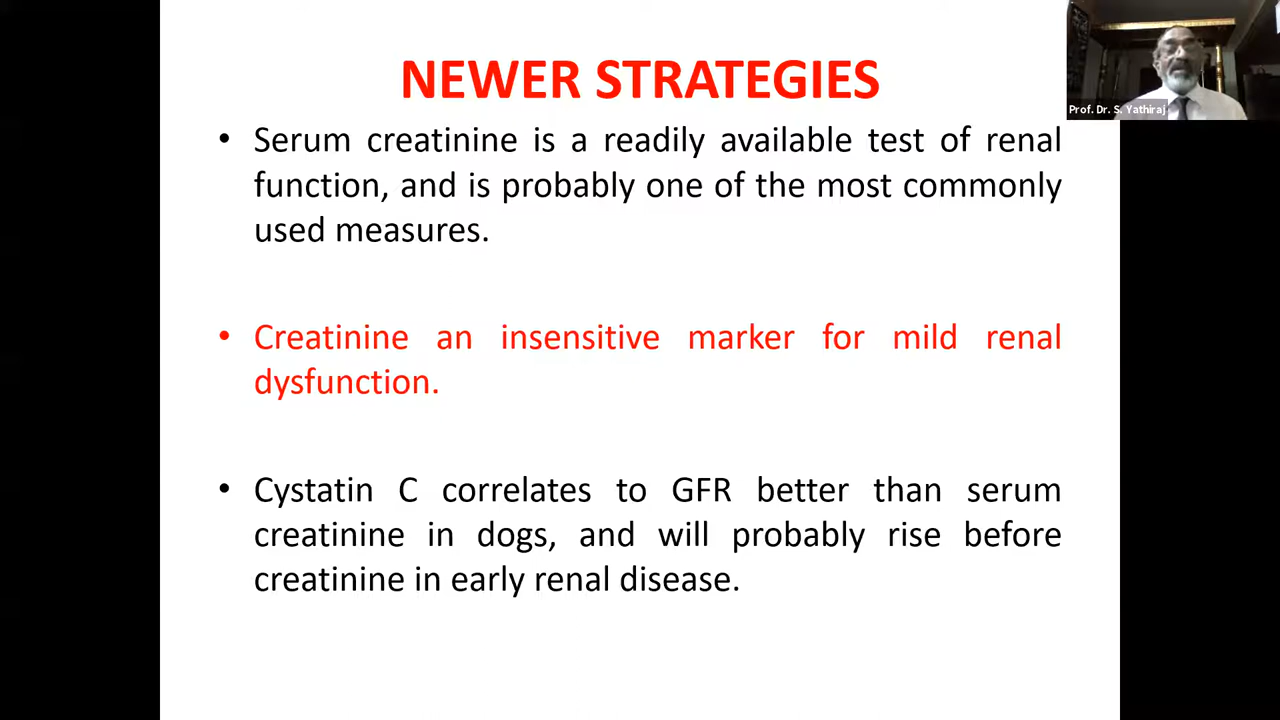 NEWER STRATEGIES
Prof. Dr. S. Yathiraj
• Serum creatinine is a readily available test of renal
function, and is probably one of the most commonly
used measures.
• Creatinine an insensitive marker for mild renal
dysfunction.
• Cystatin C correlates to GFR better than serum
creatinine in dogs, and will probably rise before
creatinine in early renal disease.